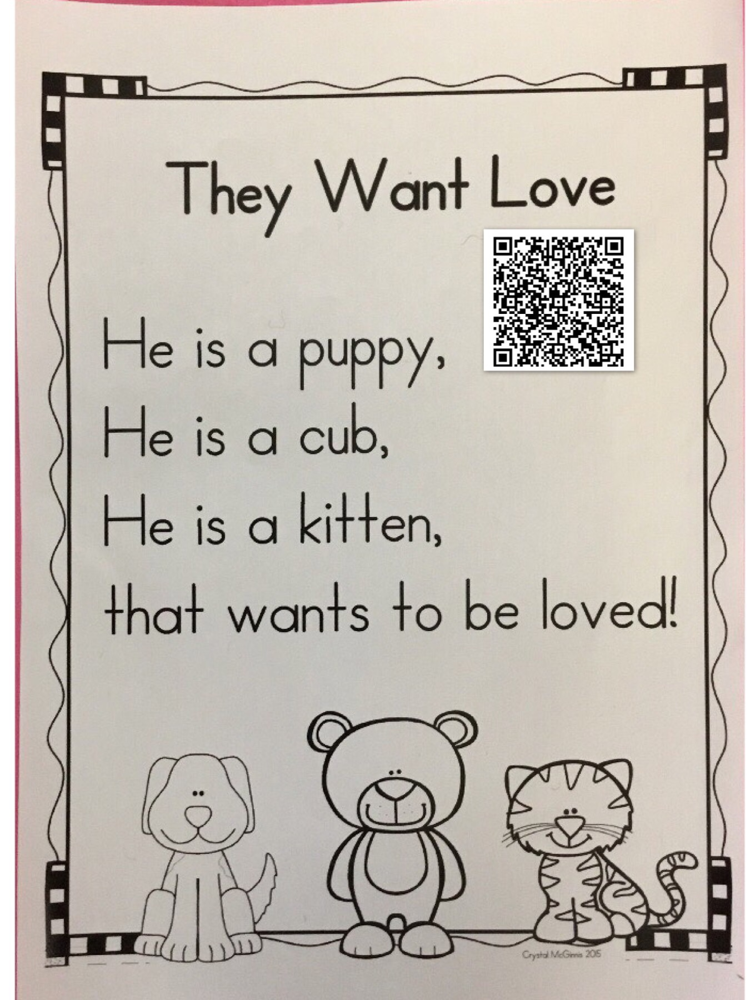 They Want Love
He is a puppy,
He is a cub,
He is a kitten,
that wants to be loved!
Crystal McGinnis 2015